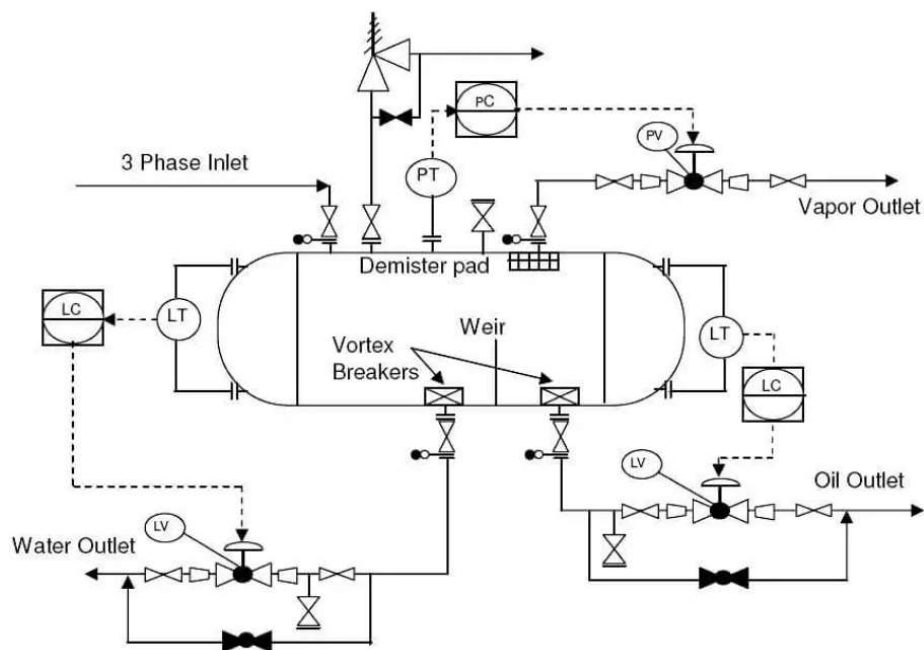 PC
PV
3 Phase Inlet
PT
Vapor Outlet
Demister pad
LC
LT
Weir
LT
Vortex
Breakers
LC
LV
Oil Outlet
LV
Water Outlet